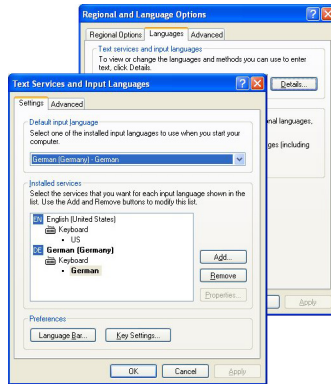 Regional and Language Options
Regional Options
Languages
Advanced
Text services and input languages
To view or change the languages and methods you can use to enter
text, click Details.
Details...
nal languages,
ges (including
Apply
Text Services and Input Languages
Settings
Advanced
Default input language
Select one of the installed input languages to use when you start your
computer.
German (Germany) - German
Installed services
Select the services that you want for each input language shown in the
list. Use the Add and Remove buttons to modify this list.
EN English (United States)
Keyboard
• US
DE German (Germany)
Keyboard
• German
Add...
Remove
Properties...
Preferences
Language Bar...
Key Settings...
OK
Cancel
Apply